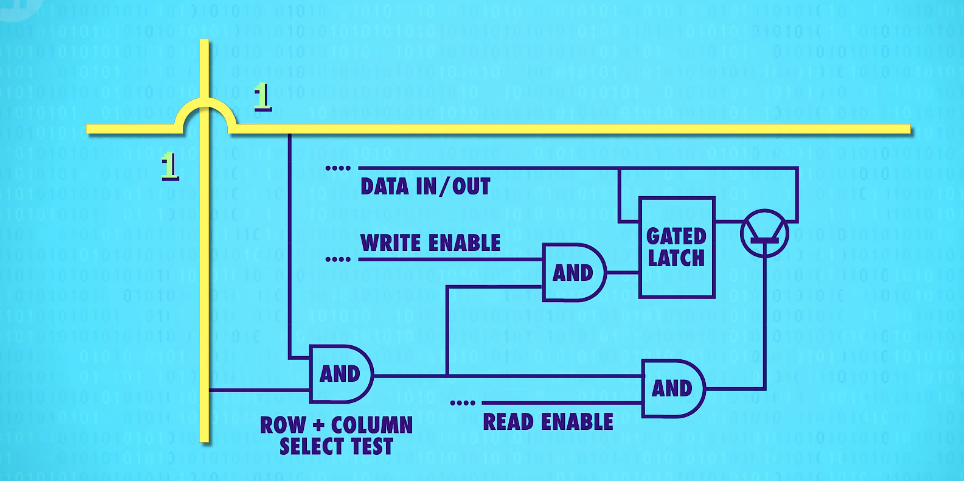 1
1
DATA IN/OUT
WRITE ENABLE
AND
GATED
LATCH
AND
AND
ROW + COLUMN
SELECT TEST
READ ENABLE